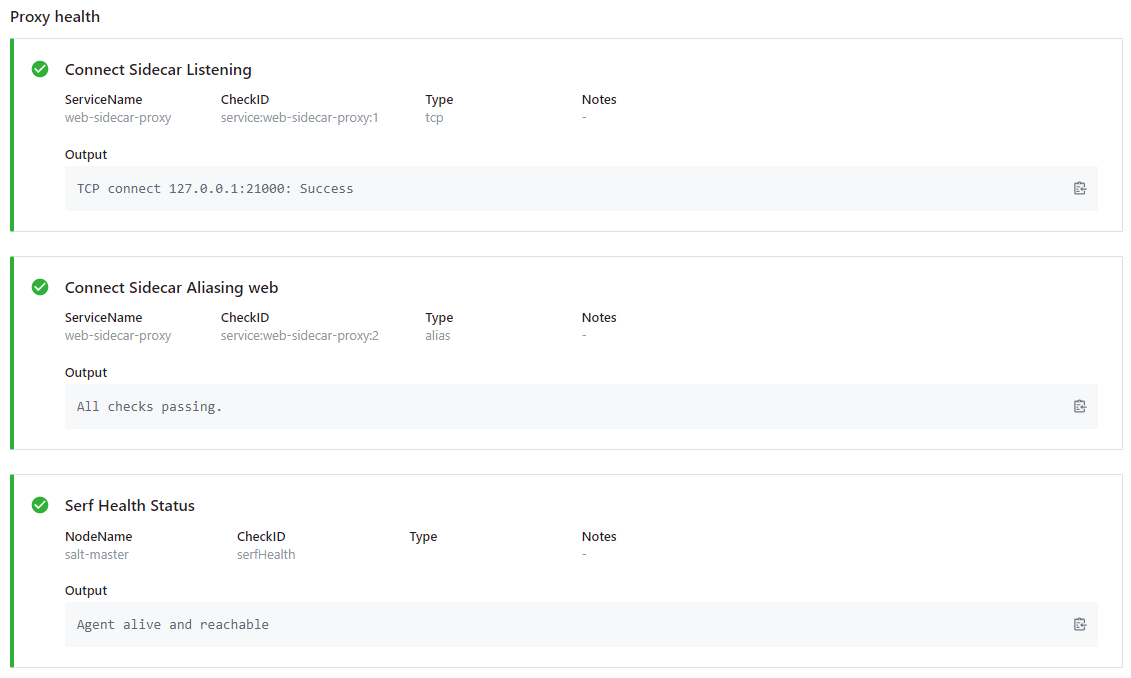 Proxy health
Connect Sidecar Listening
ServiceName CheckID Type Notes
web-sidecar-proxy service:web-sidecar-proxy:1 tcp -
Output
TCP connect 127.0.0.1:21000: Success
Connect Sidecar Aliasing web
ServiceName CheckID Type Notes
web-sidecar-proxy service:web-sidecar-proxy:2 alias -
Output
All checks passing.
Serf Health Status
NodeName CheckID Type Notes
salt-master serfHealth -
Output
Agent alive and reachable